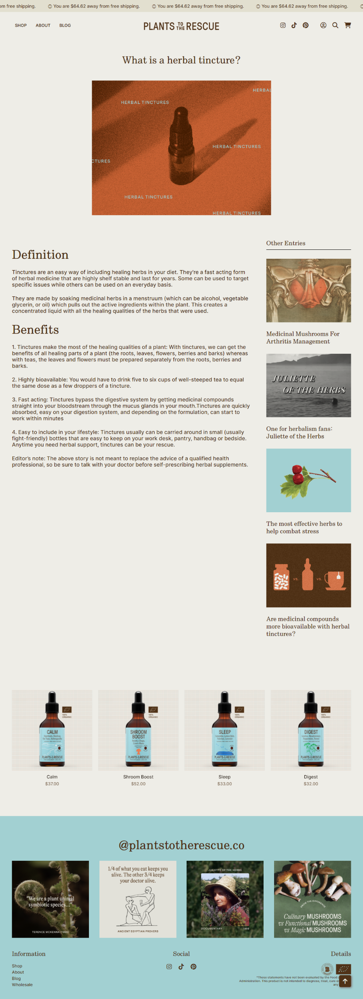 om free shipping.
You are $64.62 away from free shipping.
You are $64.62 away from free shipping.
You are $64.62 away from free shipping.
SHOP
ABOUT
BLOG
PLANTS TO THE RESCUE
What is a herbal tincture?
HERBAL
HERBAL TINCTURES
HERBAL TINCTURES
CTURES
HERBAL TINCTURES
HERBAL TINCTURES
Definition
Tinctures are an easy way of including healing herbs in your diet. They're a fast acting form
of herbal medicine that are highly shelf stable and last for years. Some can be used to target
specific issues while others can be used on an everyday basis.
They are made by soaking medicinal herbs in a menstruum (which can be alcohol, vegetable
glycerin, or oil) which pulls out the active ingredients within the plant. This creates a
concentrated liquid with all the healing qualities of the herbs that were used.
Benefits
1. Tinctures make the most of the healing qualities of a plant: With tinctures, we can get the
benefits of all healing parts of a plant (the roots, leaves, flowers, berries and barks) whereas
with teas, the leaves and flowers must be prepared separately from the roots, berries and
barks.
2. Highly bioavailable: You would have to drink five to six cups of well-steeped tea to equal
the same dose as a few droppers of a tincture.
3. Fast acting: Tinctures bypass the digestive system by getting medicinal compounds
straight into your bloodstream through the mucus glands in your mouth.Tinctures are quickly
absorbed, easy on your digestion system, and depending on the formulation, can start to
work within minutes
4. Easy to include in your lifestyle: Tinctures usually can be carried around in small (usually
fight-friendly) bottles that are easy to keep on your work desk, pantry, handbag or bedside.
Anytime you need herbal support, tinctures can be your rescue.
Editor's note: The above story is not meant to replace the advice of a qualified health
professional, so be sure to talk with your doctor before self-prescribing herbal supplements.
Other Entries
Medicinal Mushrooms For
Arthritis Management
JULIETTE
OF THE HERBS
One for herbalism fans:
Juliette of the Herbs
The most effective herbs to
help combat stress
VS.
VS.
Are medicinal compounds
more bioavailable with herbal
tinctures?
100%
ORGANIC
CALM
PLANTS TO THE RESCUE
100%
ORGANIC
SHROOM
BOOST
Reishi, Chaga,
Lion's Mane
PLANTS TO THE RESCUE
100%
ORGANIC
SLEEP
Valerian, Lavender
PLANTS TO THE RESCUE
100%
ORGANIC
DIGEST
Peppermint, Fennel
PLANTS TO THE RESCUE
Calm
$37.00
Shroom Boost
$52.00
Sleep
$33.00
Digest
$32.00
@plantstotherescue.co
"We are a plant animal
symbiotic species..."
TERENCE MCKENNA (1999)
1/4 of what you eat keeps you
alive. The other 3/4 keeps
your doctor alive.
ANCIENT EGYPTIAN PROVERB
JULIETTE OF THE HERBS
DOCUMENTARY
1998
KNOW THE DIFFERENCE
Culinary MUSHROOMS
vs Functional MUSHROOMS
vs Magic MUSHROOMS
Information
Shop
About
Blog
Wholesale
Social
Details
*These statements have not been evaluated by the Food
Administration. This product is not intended to diagnose, treat, cure or
any